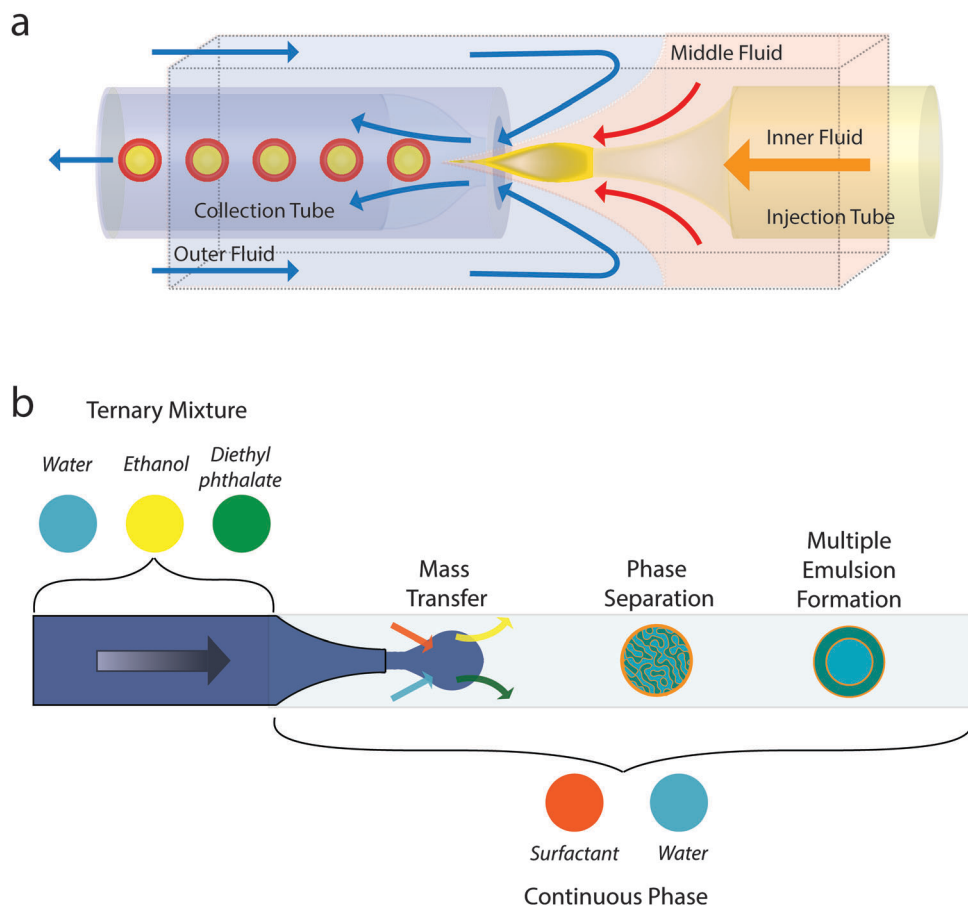 a
Middle Fluid
Inner Fluid
Collection Tube
Injection Tube
Outer Fluid
b
Ternary Mixture
Water
Ethanol
Diethyl
phthalate
Mass
Transfer
Phase
Separation
Multiple
Emulsion
Formation
Surfactant
Water
Continuous Phase